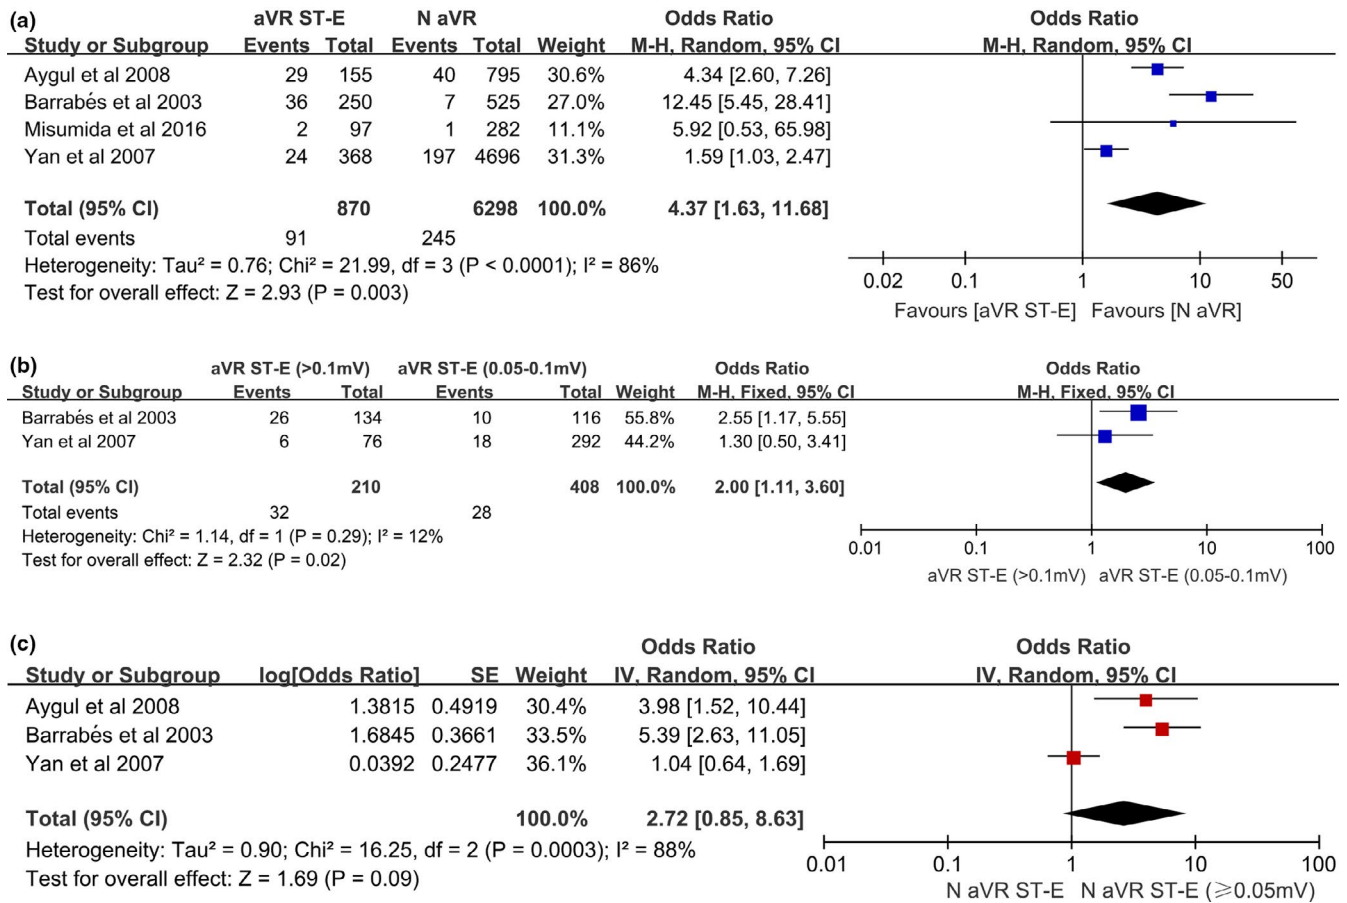 (a) aVR ST-E N aVR Odds Ratio Odds Ratio
Study or Subgroup Events Total Events Total Weight M-H, Random, 95% CI M-H, Random, 95% CI
Aygul et al 2008 29 155 40 795 30.6% 4.34 [2.60, 7.26]
Barrabés et al 2003 36 250 7 525 27.0% 12.45 [5.45, 28.41]
Misumida et al 2016 2 97 1 282 11.1% 5.92 [0.53, 65.98]
Yan et al 2007 24 368 197 4696 31.3% 1.59 [1.03, 2.47]
Total (95% CI) 870 6298 100.0% 4.37 [1.63, 11.68]
Total events 91 245
Heterogeneity: Tau² = 0.76; Chi² = 21.99, df = 3 (P < 0.0001); I² = 86%
Test for overall effect: Z = 2.93 (P = 0.003)
0.02 0.1 1 10 50
Favours [aVR ST-E] Favours [N aVR]
(b) aVR ST-E (>0.1mV) aVR ST-E (0.05-0.1mV) Odds Ratio Odds Ratio
Study or Subgroup Events Total Events Total Weight M-H, Fixed, 95% CI M-H, Fixed, 95% CI
Barrabés et al 2003 26 134 10 116 55.8% 2.55 [1.17, 5.55]
Yan et al 2007 6 76 18 292 44.2% 1.30 [0.50, 3.41]
Total (95% CI) 210 408 100.0% 2.00 [1.11, 3.60]
Total events 32 28
Heterogeneity: Chi² = 1.14, df = 1 (P = 0.29); I² = 12%
Test for overall effect: Z = 2.32 (P = 0.02)
0.01 0.1 1 10 100
aVR ST-E (>0.1mV) aVR ST-E (0.05-0.1mV)
(c) Odds Ratio Odds Ratio
Study or Subgroup log[Odds Ratio] SE Weight IV, Random, 95% CI IV, Random, 95% CI
Aygul et al 2008 1.3815 0.4919 30.4% 3.98 [1.52, 10.44]
Barrabés et al 2003 1.6845 0.3661 33.5% 5.39 [2.63, 11.05]
Yan et al 2007 0.0392 0.2477 36.1% 1.04 [0.64, 1.69]
Total (95% CI) 100.0% 2.72 [0.85, 8.63]
Heterogeneity: Tau² = 0.90; Chi² = 16.25, df = 2 (P = 0.0003); I² = 88%
Test for overall effect: Z = 1.69 (P = 0.09)
0.01 0.1 1 10 100
N aVR ST-E N aVR ST-E (⩾0.05mV)